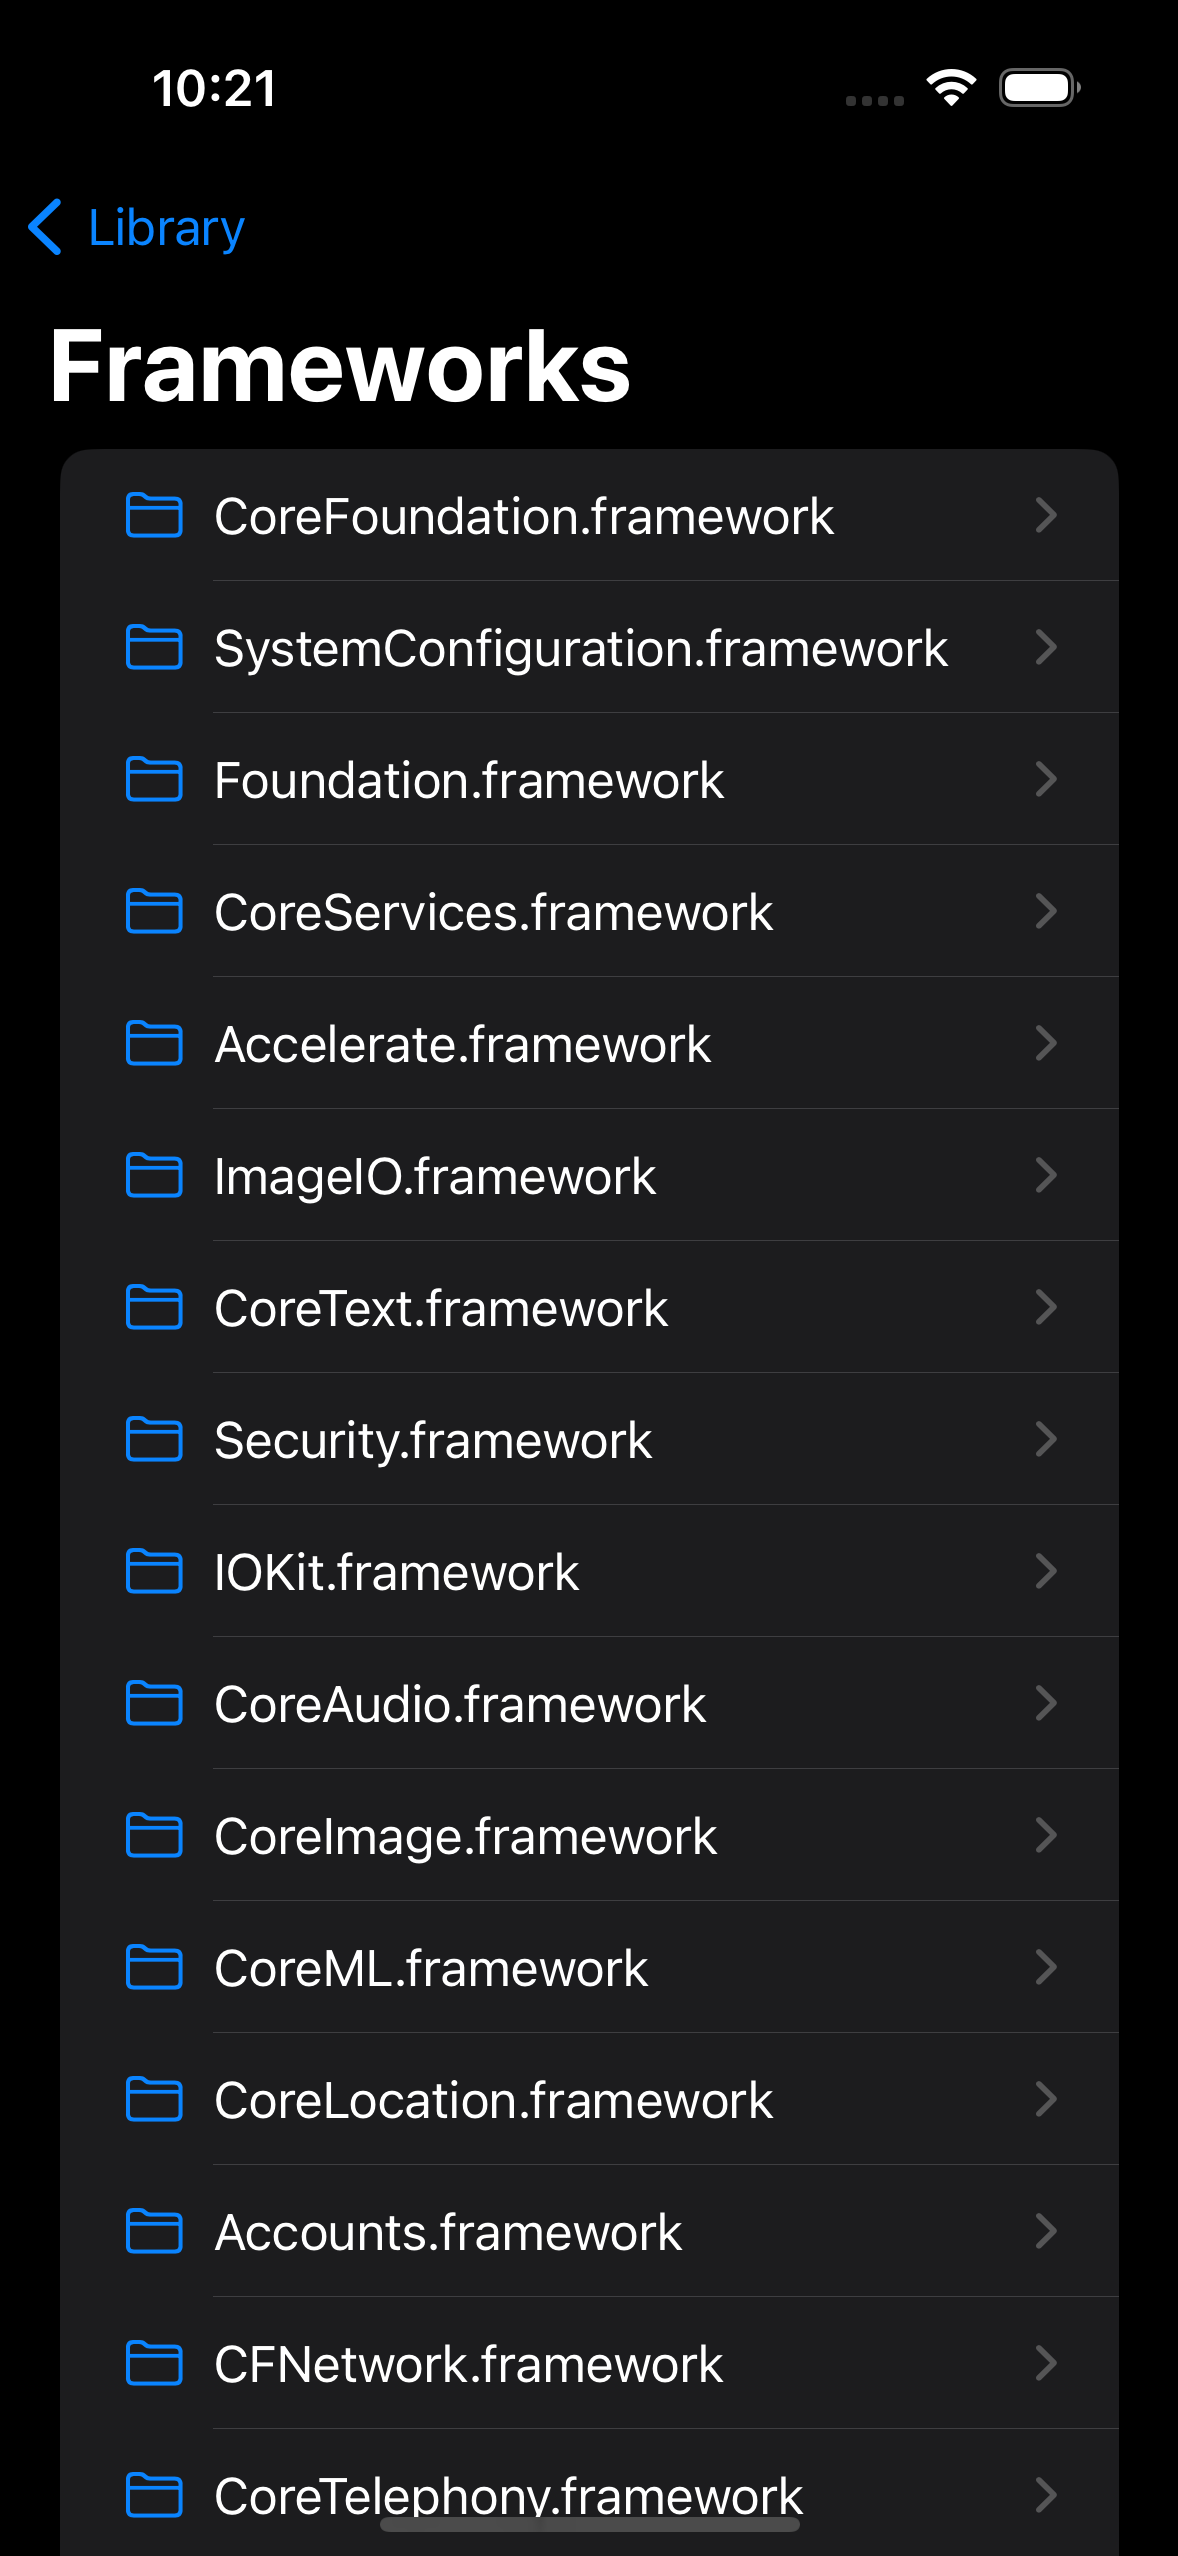 10:21
Library
Frameworks
CoreFoundation.framework
SystemConfiguration.framework
Foundation.framework
CoreServices.framework
Accelerate.framework
ImageIO.framework
CoreText.framework
Security.framework
IOKit.framework
CoreAudio.framework
CoreImage.framework
CoreML.framework
CoreLocation.framework
Accounts.framework
CFNetwork.framework
CoreTelephony.framework